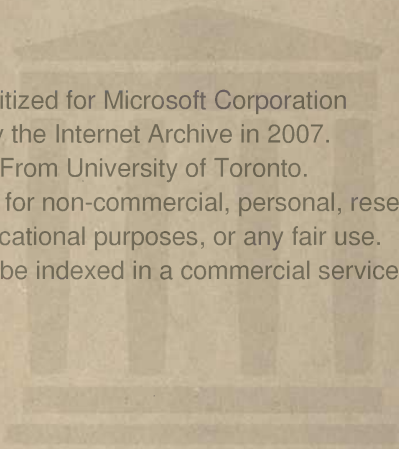 itized for Microsoft Corporation
y the Internet Archive in 2007.
From University of Toronto.
for non-commercial, personal, rese
cational purposes, or any fair use.
be indexed in a commercial service